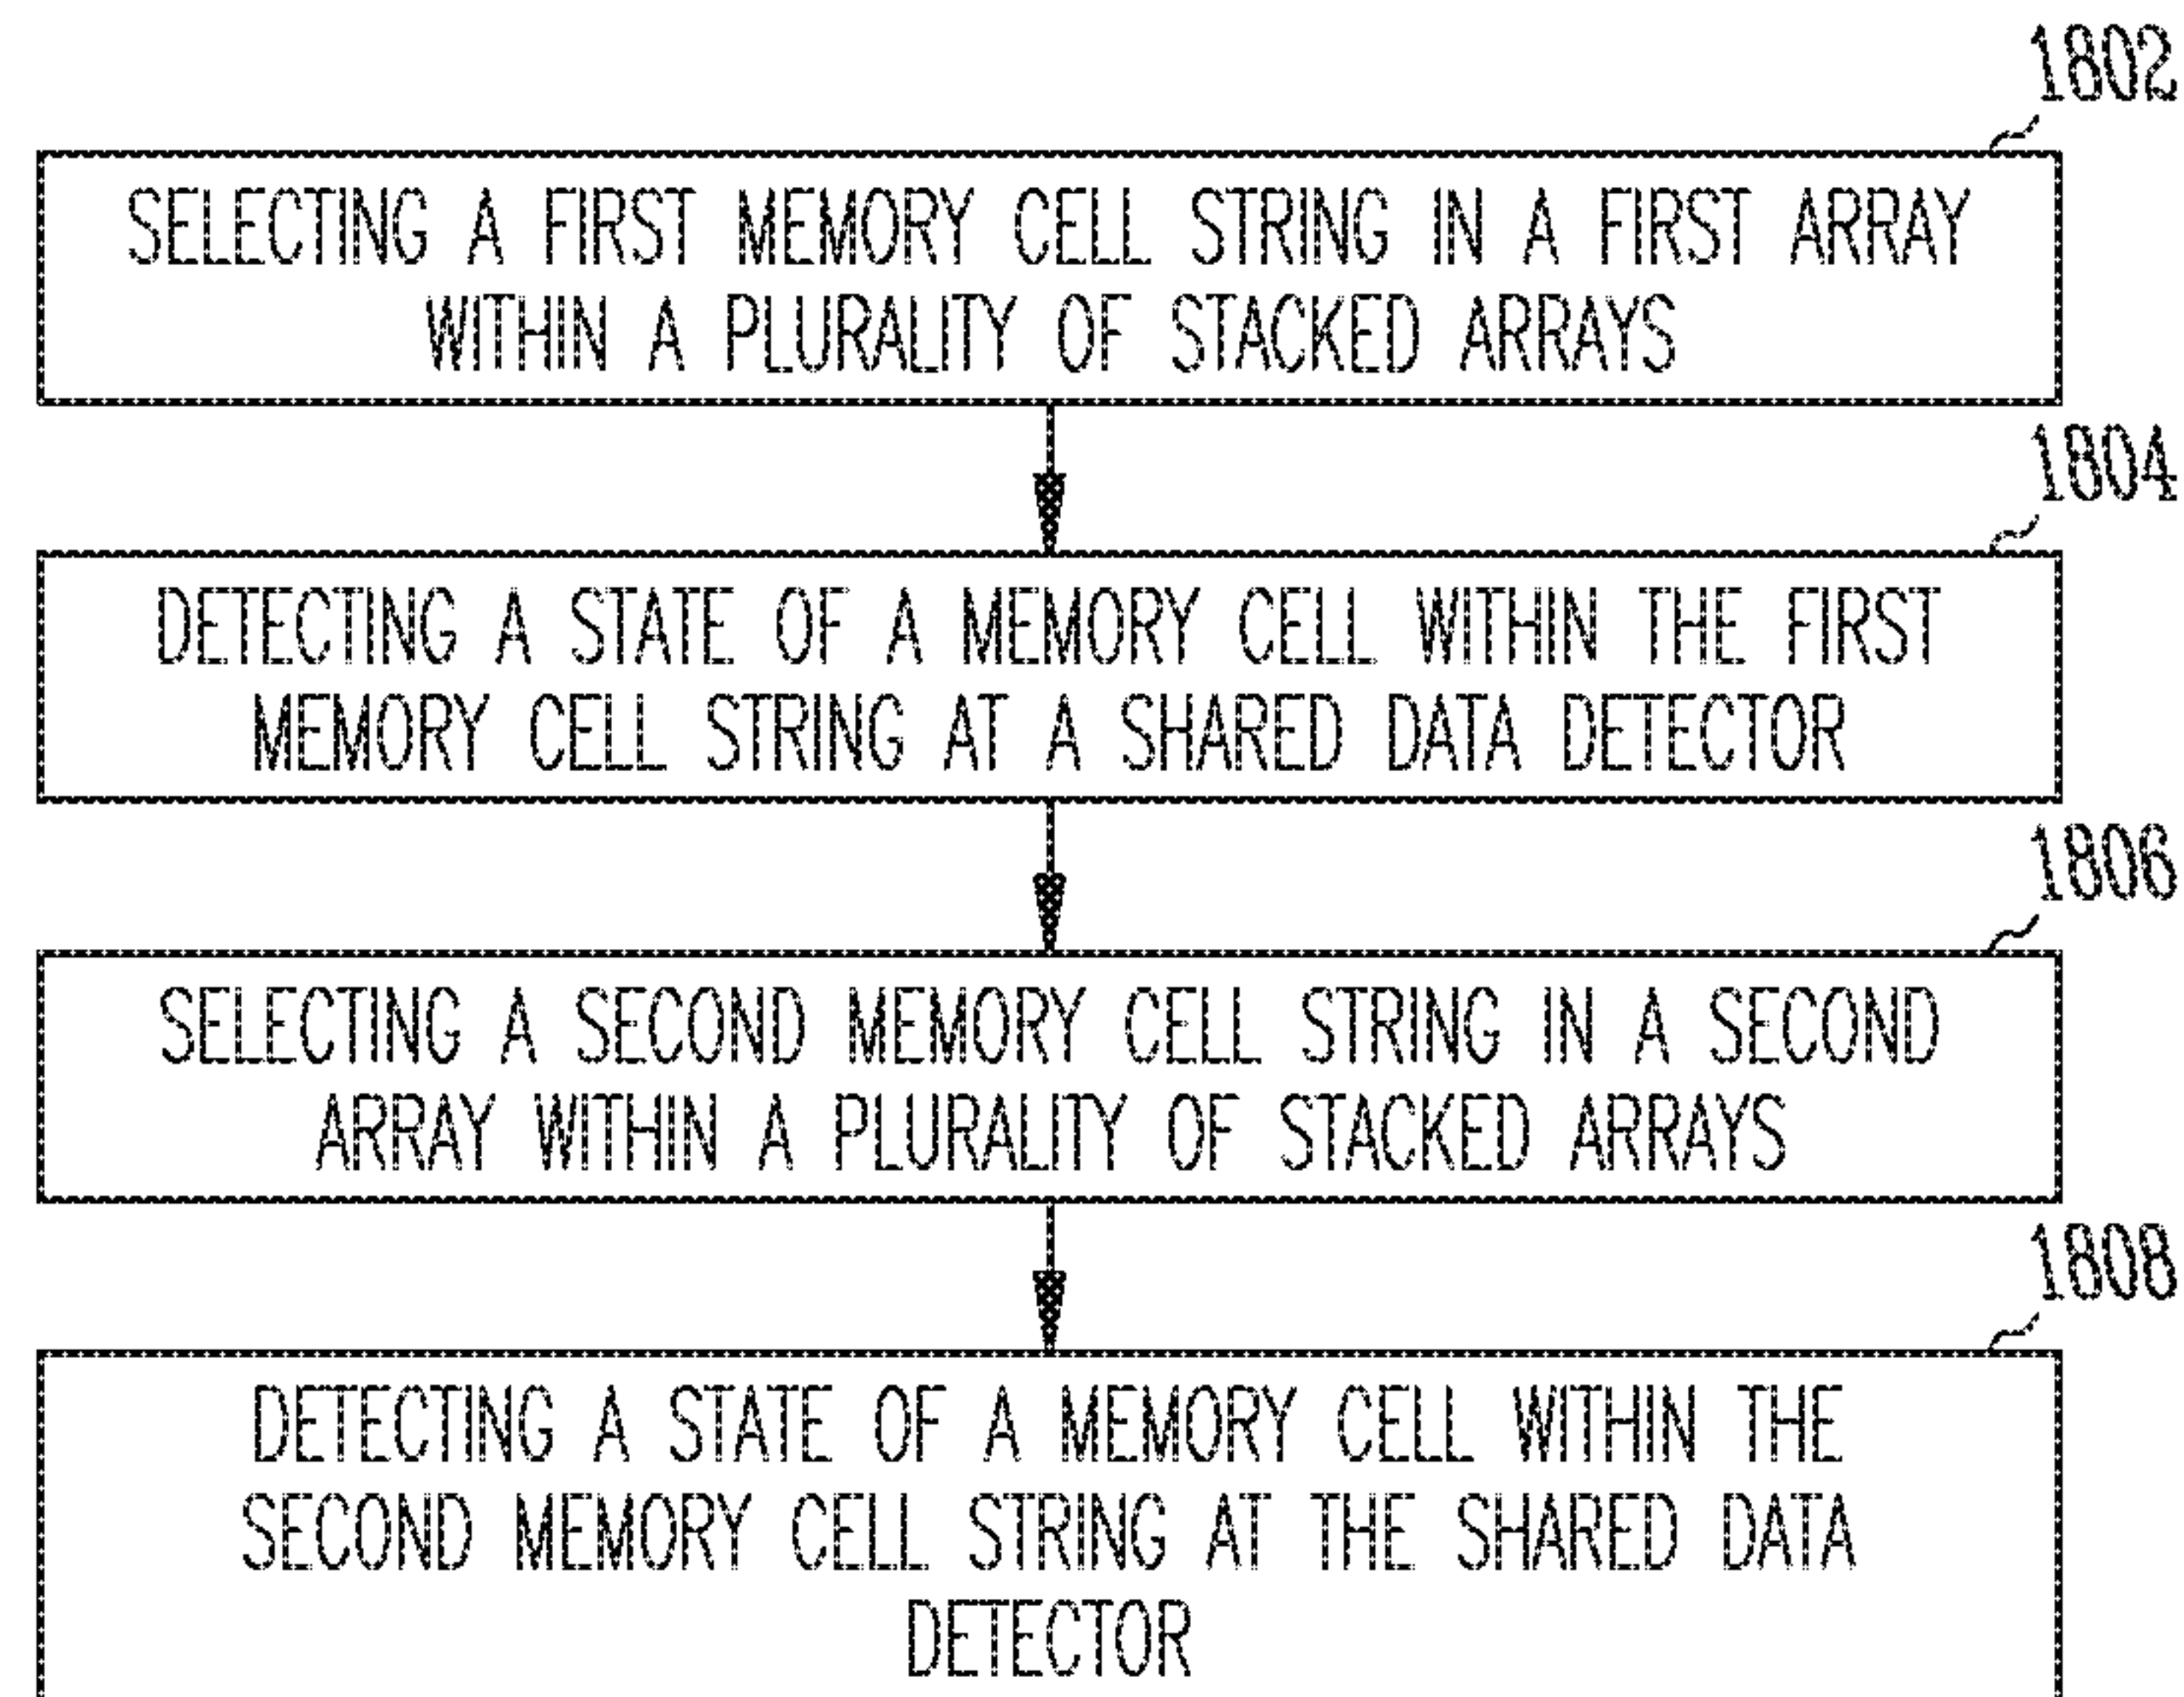 1802
SELECTING A FIRST MEMORY CELL STRING IN A FIRST ARRAY
WITHIN A PLURALITY OF STACKED ARRAYS
1804
DETECTING A STATE OF A MEMORY CELL WITHIN THE FIRST
MEMORY CELL STRING AT A SHARED DATA DETECTOR
1806
SELECTING A SECOND MEMORY CELL STRING IN A SECOND
ARRAY WITHIN A PLURALITY OF STACKED ARRAYS
1808
DETECTING A STATE OF A MEMORY CELL WITHIN THE
SECOND MEMORY CELL STRING AT THE SHARED DATA
DETECTOR